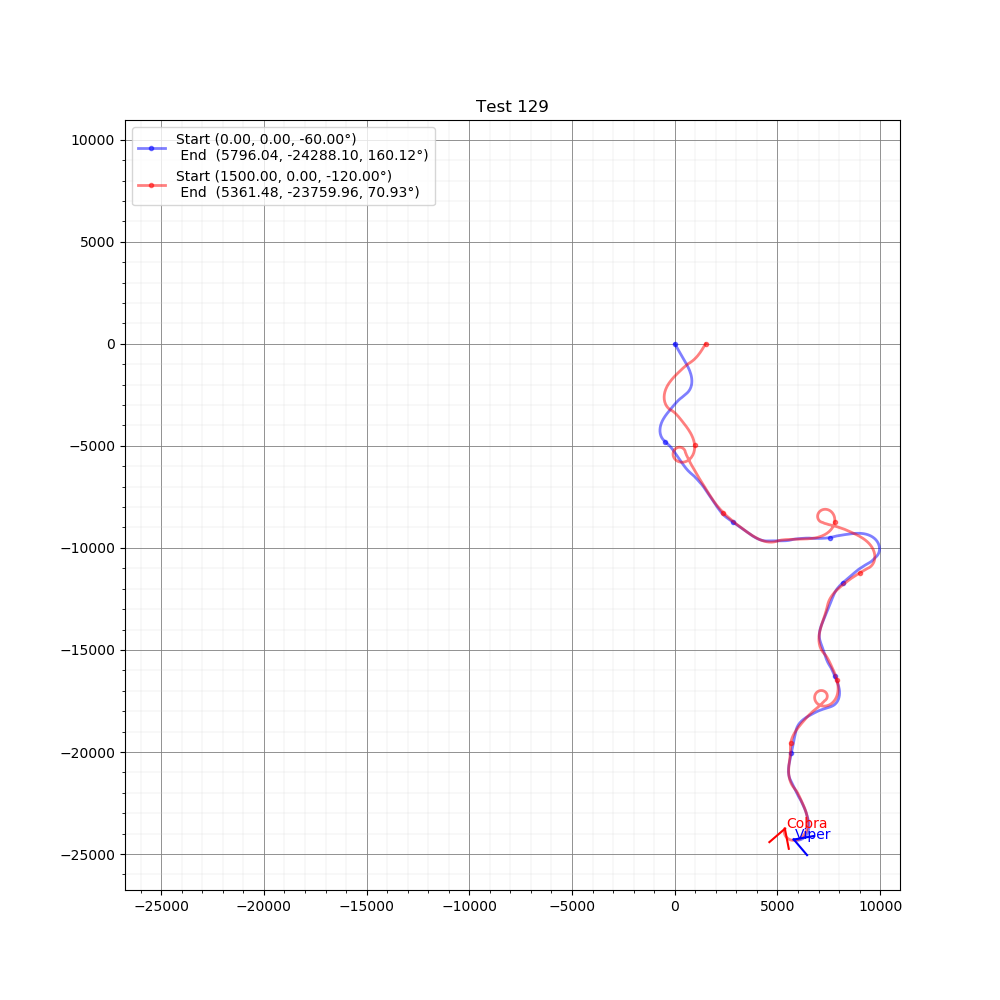 Test 129
Start (0.00, 0.00, -60.00°)
End (5796.04, -24288.10, 160.12°)
Start (1500.00, 0.00, -120.00°)
End (5361.48, -23759.96, 70.93°)
10000
5000
0
−5000
−10000
−15000
−20000
−25000
Cobra
Viper
−25000 −20000 −15000 −10000 −5000 0 5000 10000